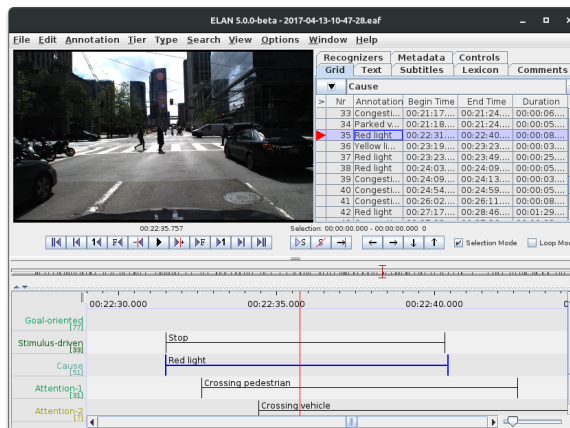 ELAN 5.0.0-beta - 2017-04-13-10-47-28.eaf
File Edit Annotation Tier Type Search View Options Window Help
Recognizers Metadata Controls
Grid Text Subtitles Lexicon Comments
Cause
> Nr Annotation Begin Time End Time Duration
33 Congesti... 00:21:17.... 00:21:24.... 00:00:06....
34 Parked v... 00:21:18.... 00:21:24.... 00:00:05....
35 Red light 00:22:31.... 00:22:40.... 00:00:08....
36 Yellow li... 00:23:19.... 00:23:23.... 00:00:03....
37 Red light 00:23:23.... 00:23:49.... 00:00:25....
38 Red light 00:24:03.... 00:24:09.... 00:00:05....
39 Congesti... 00:24:09.... 00:24:13.... 00:00:03....
40 Congesti... 00:24:54.... 00:24:59.... 00:00:05....
41 Congesti... 00:26:02.... 00:26:11.... 00:00:08....
42 Red light 00:27:17.... 00:28:46.... 00:01:29....
00:22:35.757
Selection: 00:00:00.000 - 00:00:00.000 0
Selection Mode Loop Mo
00:22:30.000 00:22:35.000 00:22:40.000
Goal-oriented
[77]
Stimulus-driven
[33]
Stop
Cause
[51]
Red light
Attention-1
[31]
Crossing pedestrian
Attention-2
[7]
Crossing vehicle